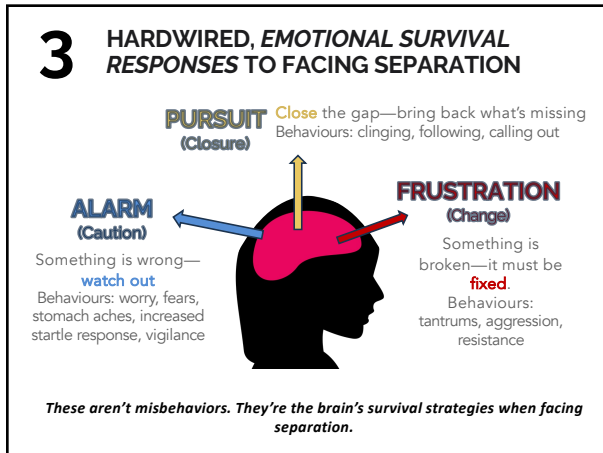 3
HARDWIRED, EMOTIONAL SURVIVAL
RESPONSES TO FACING SEPARATION
PURSUIT
(Closure)
Close the gap—bring back what's missing
Behaviours: clinging, following, calling out
ALARM
(Caution)
Something is wrong—
watch out
Behaviours: worry, fears,
stomach aches, increased
startle response, vigilance
FRUSTRATION
(Change)
Something is
broken—it must be
fixed.
Behaviours:
tantrums, aggression,
resistance
These aren't misbehaviors. They're the brain's survival strategies when facing
separation.